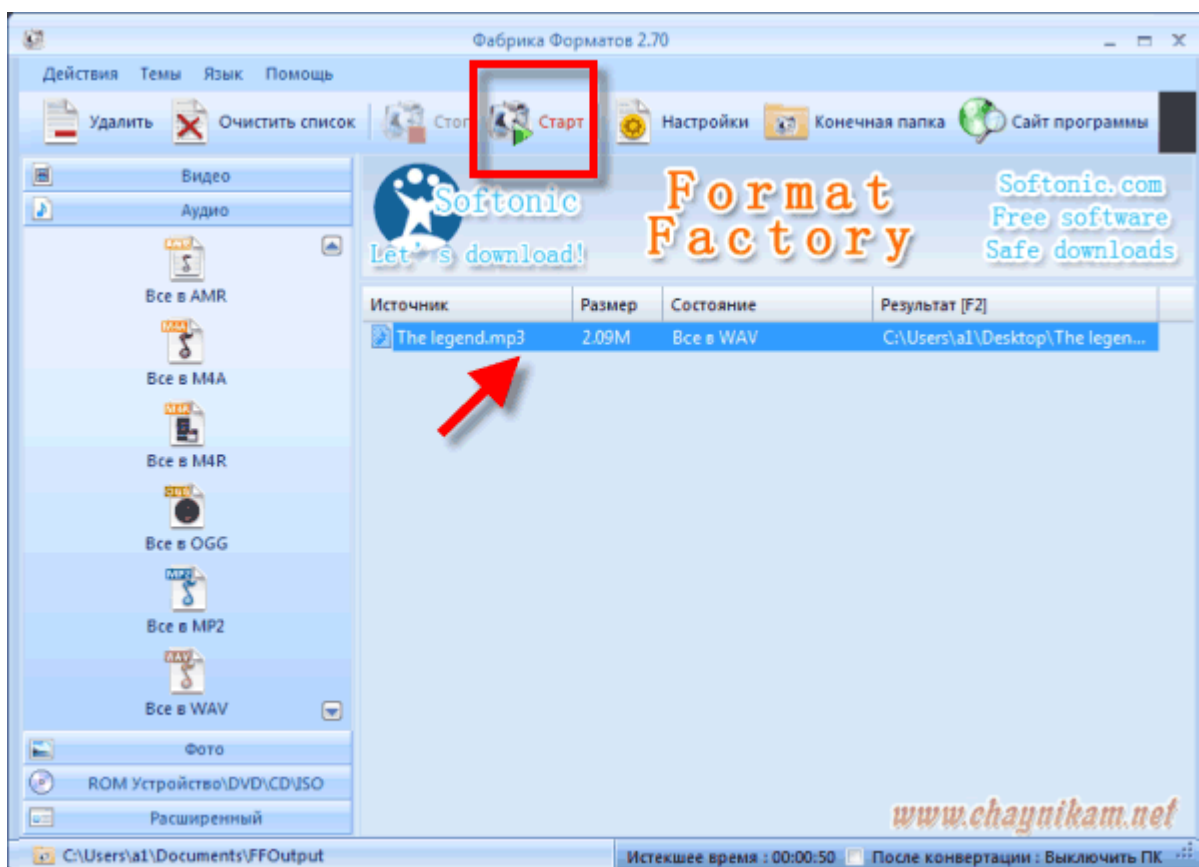 Фабрика Форматов 2.70
Действия Темы Язык Помощь
Удалить Очистить список Стоп Старт Настройки Конечная папка Сайт программы
Видео
Аудио
Все в AMR
Все в M4A
Все в M4R
Все в OGG
Все в MP2
Все в WAV
Фото
ROM Устройство\DVD\CD\ISO
Расширенный
Softonic
Let's download!
Format
Factory
Softonic.com
Free software
Safe downloads
Источник Размер Состояние Результат [F2]
The legend.mp3 2.09M Все в WAV C:\Users\a1\Desktop\The legen...
www.chaynikam.net
C:\Users\a1\Documents\FFOutput
Истекшее время : 00:00:50 После конвертации : Выключить ПК